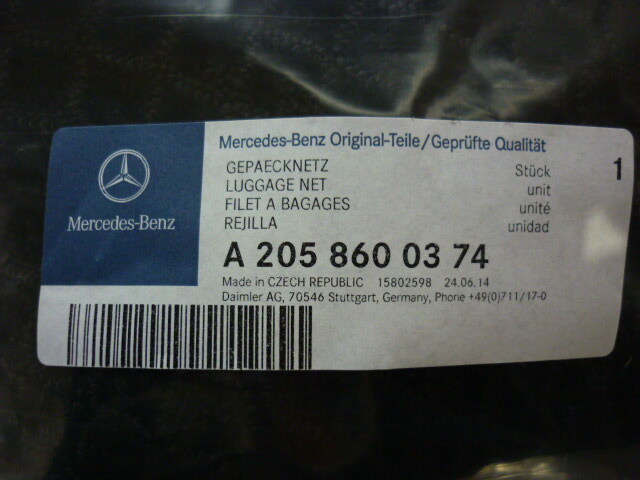 Mercedes-Benz
Mercedes-Benz Original-Teile/Geprüfte Qualität
GEPAECKNETZ Stück 1
LUGGAGE NET unit
FILET A BAGAGES unité
REJILLA unidad
A 205 860 03 74
Made in CZECH REPUBLIC 15802598 24.06.14
Daimler AG, 70546 Stuttgart, Germany, Phone +49(0)711/17-0